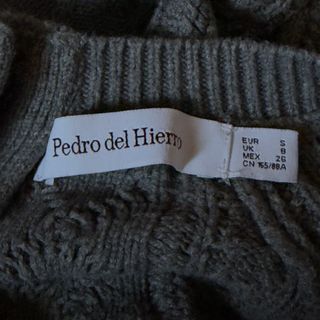 Pedro del Hierro
EUR S
UK 8
MEX 26
CN 165/88A